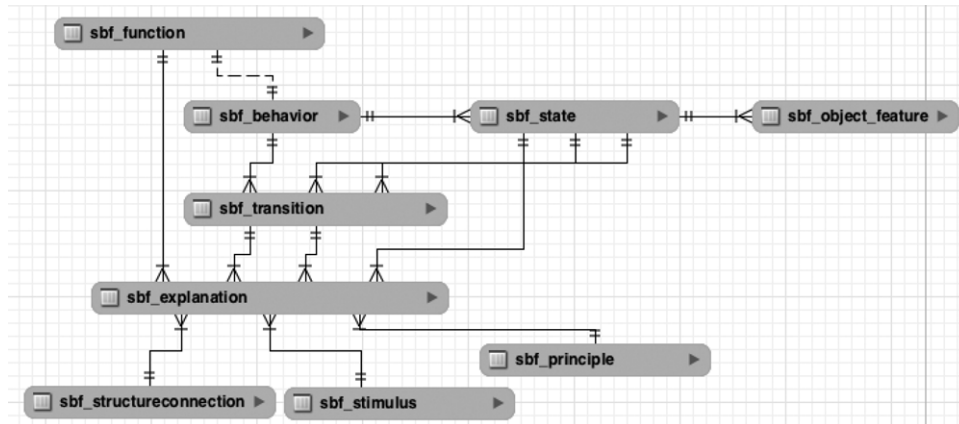 sbf_function
sbf_behavior
sbf_state
sbf_object_feature
sbf_transition
sbf_explanation
sbf_principle
sbf_structureconnection
sbf_stimulus